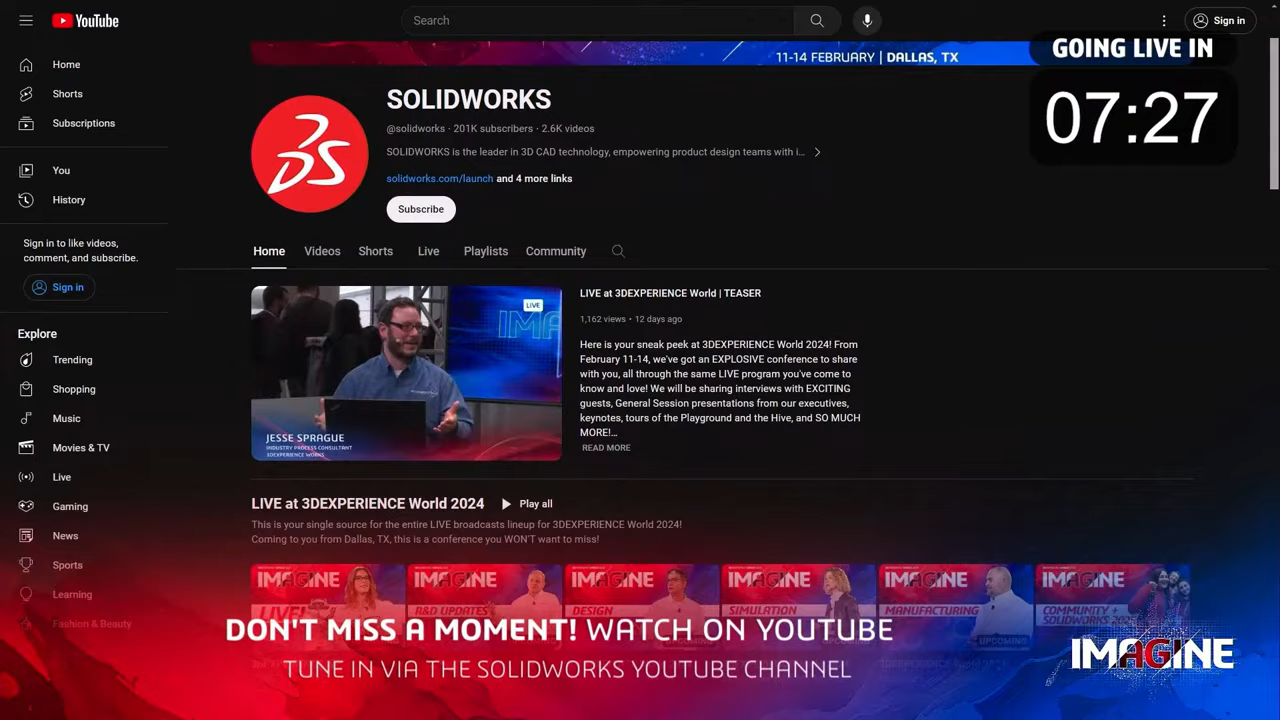 YouTube
Search
Sign in
Home
Shorts
Subscriptions
You
History
Sign in to like videos,
comment, and subscribe.
Sign in
Explore
Trending
Shopping
Music
Movies & TV
Live
Gaming
News
Sports
Learning
Fashion & Beauty
11-14 FEBRUARY | DALLAS, TX
GOING LIVE IN
07:27
SOLIDWORKS
@solidworks · 201K subscribers · 2.6K videos
SOLIDWORKS is the leader in 3D CAD technology, empowering product design teams with i...
solidworks.com/launch and 4 more links
Subscribe
Home Videos Shorts Live Playlists Community
LIVE
IMA
JESSE SPRAGUE
INDUSTRY PROCESS CONSULTANT
3DEXPERIENCE WORKS
LIVE at 3DEXPERIENCE World | TEASER
1,162 views • 12 days ago
Here is your sneak peek at 3DEXPERIENCE World 2024! From
February 11-14, we've got an EXPLOSIVE conference to share
with you, all through the same LIVE program you've come to
know and love! We will be sharing interviews with EXCITING
guests, General Session presentations from our executives,
keynotes, tours of the Playground and the Hive, and SO MUCH
MORE!...
READ MORE
LIVE at 3DEXPERIENCE World 2024 Play all
This is your single source for the entire LIVE broadcasts lineup for 3DEXPERIENCE World 2024!
Coming to you from Dallas, TX, this is a conference you WON'T want to miss!
IMAGINE IMAGINE IMAGINE IMAGINE IMAGINE IMAGINE
LIVE! R&D UPDATES DESIGN SIMULATION MANUFACTURING COMMUNITY +
SOLIDWORKS
UPCOMING
DON'T MISS A MOMENT! WATCH ON YOUTUBE
TUNE IN VIA THE SOLIDWORKS YOUTUBE CHANNEL
IMAGINE